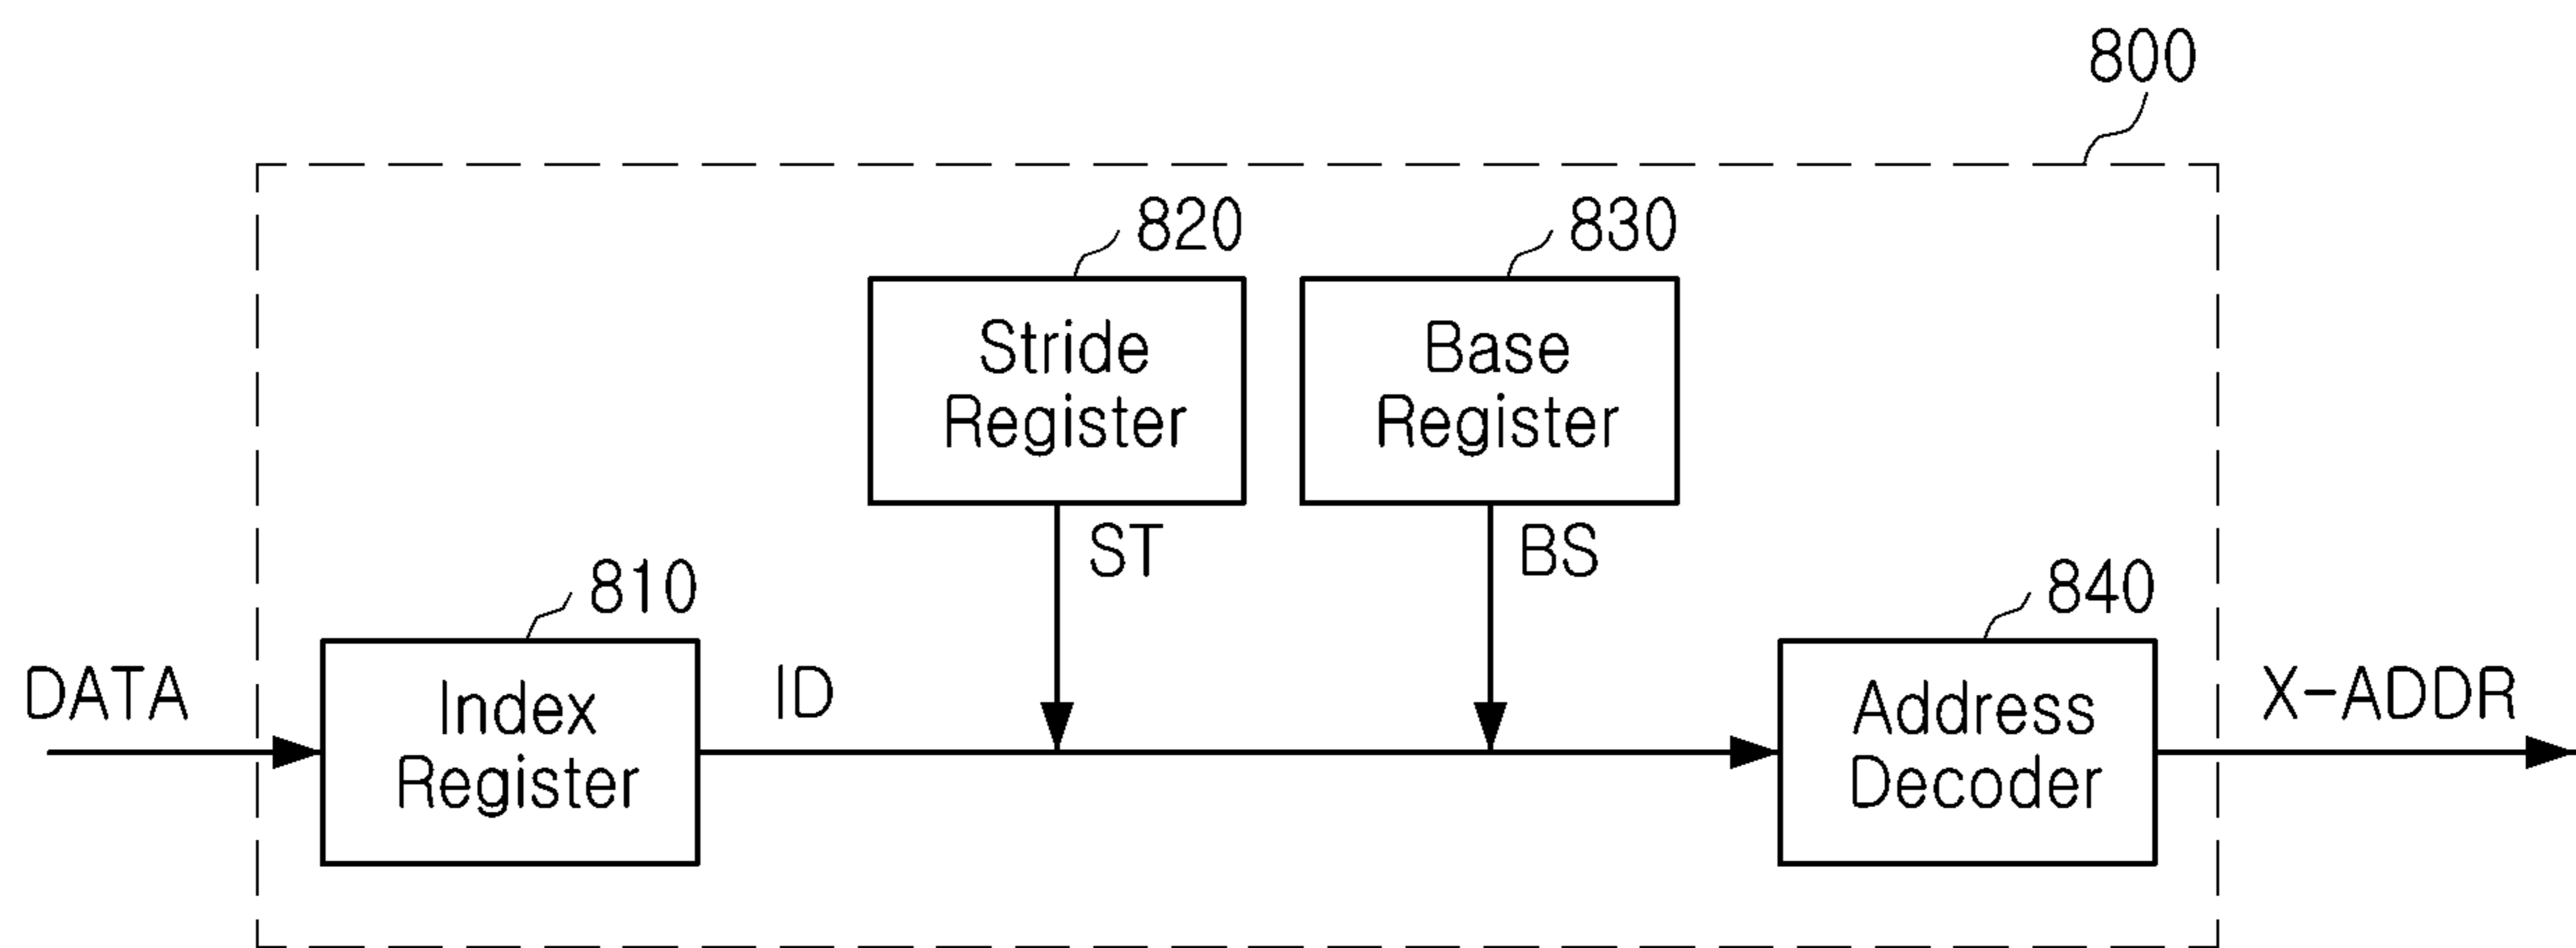 800
820
830
Stride
Register
Base
Register
ST
BS
810
840
DATA
Index
Register
ID
Address
Decoder
X-ADDR